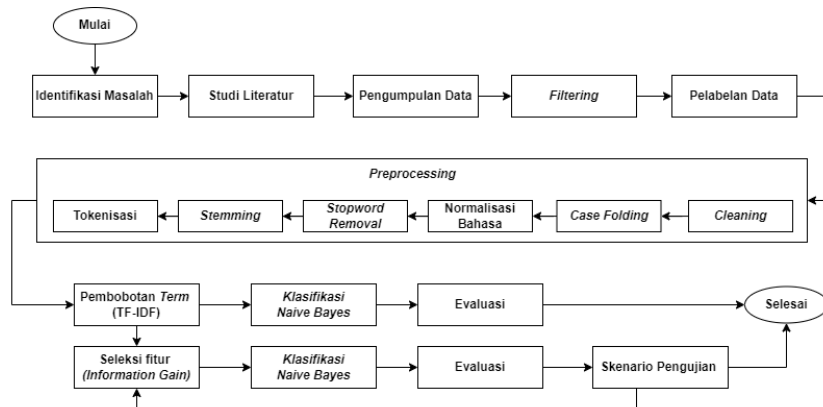 Mulai
Identifikasi Masalah
Studi Literatur
Pengumpulan Data
Filtering
Pelabelan Data
Preprocessing
Tokenisasi
Stemming
Stopword
Removal
Normalisasi
Bahasa
Case Folding
Cleaning
Pembobotan Term
(TF-IDF)
Klasifikasi
Naive Bayes
Evaluasi
Selesai
Seleksi fitur
(Information Gain)
Klasifikasi
Naive Bayes
Evaluasi
Skenario Pengujian